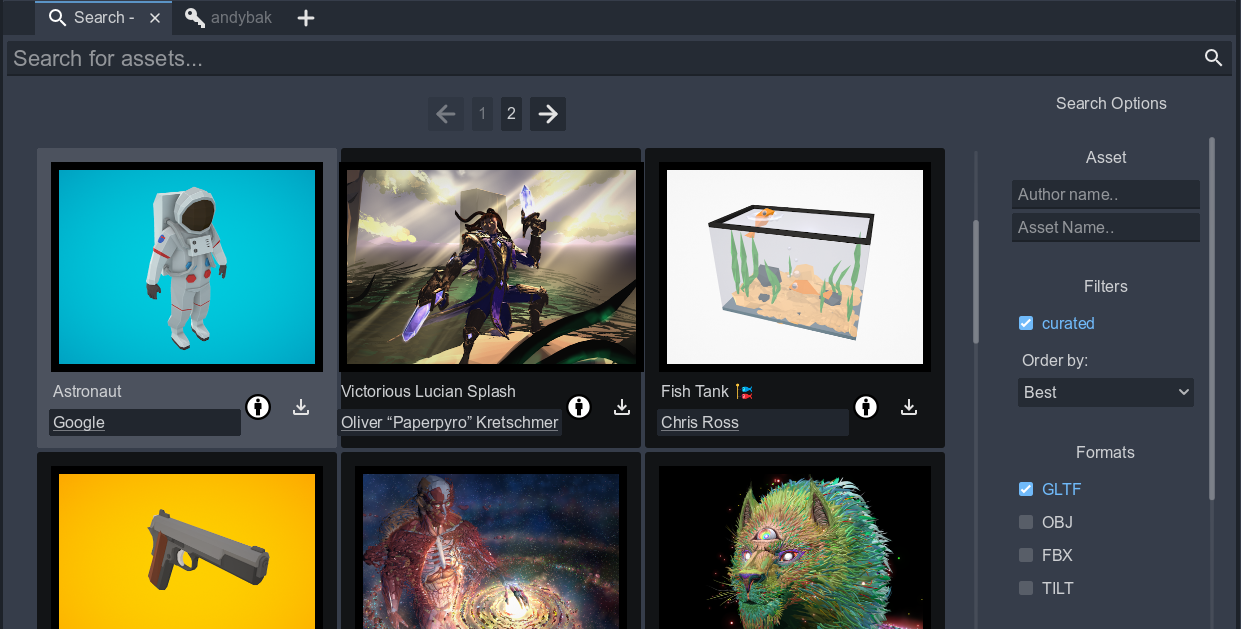 Search -
andybak
Search for assets...
1
2
Search Options
Asset
Author name..
Asset Name..
Filters
curated
Order by:
Best
Formats
GLTF
OBJ
FBX
TILT
Astronaut
Google
Victorious Lucian Splash
Oliver “Paperpyro” Kretschmer
Fish Tank 🎏
Chris Ross